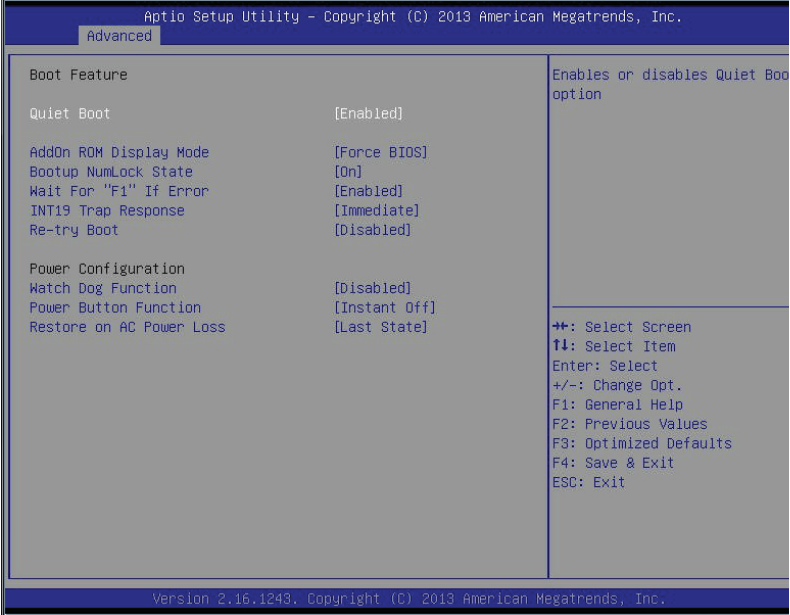 Aptio Setup Utility – Copyright (C) 2013 American Megatrends, Inc.
Advanced
Boot Feature
Quiet Boot [Enabled]
AddOn ROM Display Mode [Force BIOS]
Bootup NumLock State [On]
Wait For "F1" If Error [Enabled]
INT19 Trap Response [Immediate]
Re-try Boot [Disabled]
Power Configuration
Watch Dog Function [Disabled]
Power Button Function [Instant Off]
Restore on AC Power Loss [Last State]
Enables or disables Quiet Boo
option
→←: Select Screen
↑↓: Select Item
Enter: Select
+/-: Change Opt.
F1: General Help
F2: Previous Values
F3: Optimized Defaults
F4: Save & Exit
ESC: Exit
Version 2.16.1243. Copyright (C) 2013 American Megatrends, Inc.